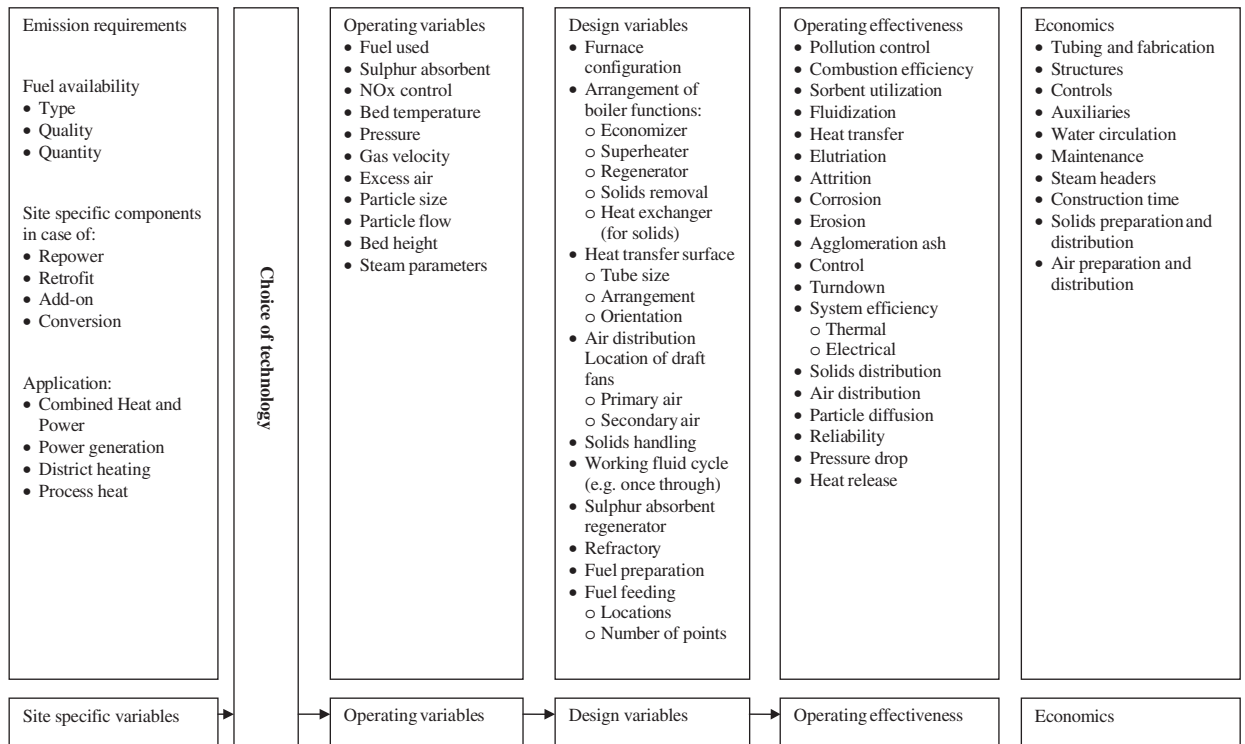 Emission requirements
Fuel availability
• Type
• Quality
• Quantity
Site specific components
in case of:
• Repower
• Retrofit
• Add-on
• Conversion
Application:
• Combined Heat and
Power
• Power generation
• District heating
• Process heat
Choice of technology
Operating variables
• Fuel used
• Sulphur absorbent
• NOx control
• Bed temperature
• Pressure
• Gas velocity
• Excess air
• Particle size
• Particle flow
• Bed height
• Steam parameters
Design variables
• Furnace
configuration
• Arrangement of
boiler functions:
o Economizer
o Superheater
o Regenerator
o Solids removal
o Heat exchanger
(for solids)
• Heat transfer surface
o Tube size
o Arrangement
o Orientation
• Air distribution
Location of draft
fans
o Primary air
o Secondary air
• Solids handling
• Working fluid cycle
(e.g. once through)
• Sulphur absorbent
regenerator
• Refractory
• Fuel preparation
• Fuel feeding
o Locations
o Number of points
Operating effectiveness
• Pollution control
• Combustion efficiency
• Sorbent utilization
• Fluidization
• Heat transfer
• Elutriation
• Attrition
• Corrosion
• Erosion
• Agglomeration ash
• Control
• Turndown
• System efficiency
o Thermal
o Electrical
• Solids distribution
• Air distribution
• Particle diffusion
• Reliability
• Pressure drop
• Heat release
Economics
• Tubing and fabrication
• Structures
• Controls
• Auxiliaries
• Water circulation
• Maintenance
• Steam headers
• Construction time
• Solids preparation and
distribution
• Air preparation and
distribution
Site specific variables
Operating variables
Design variables
Operating effectiveness
Economics